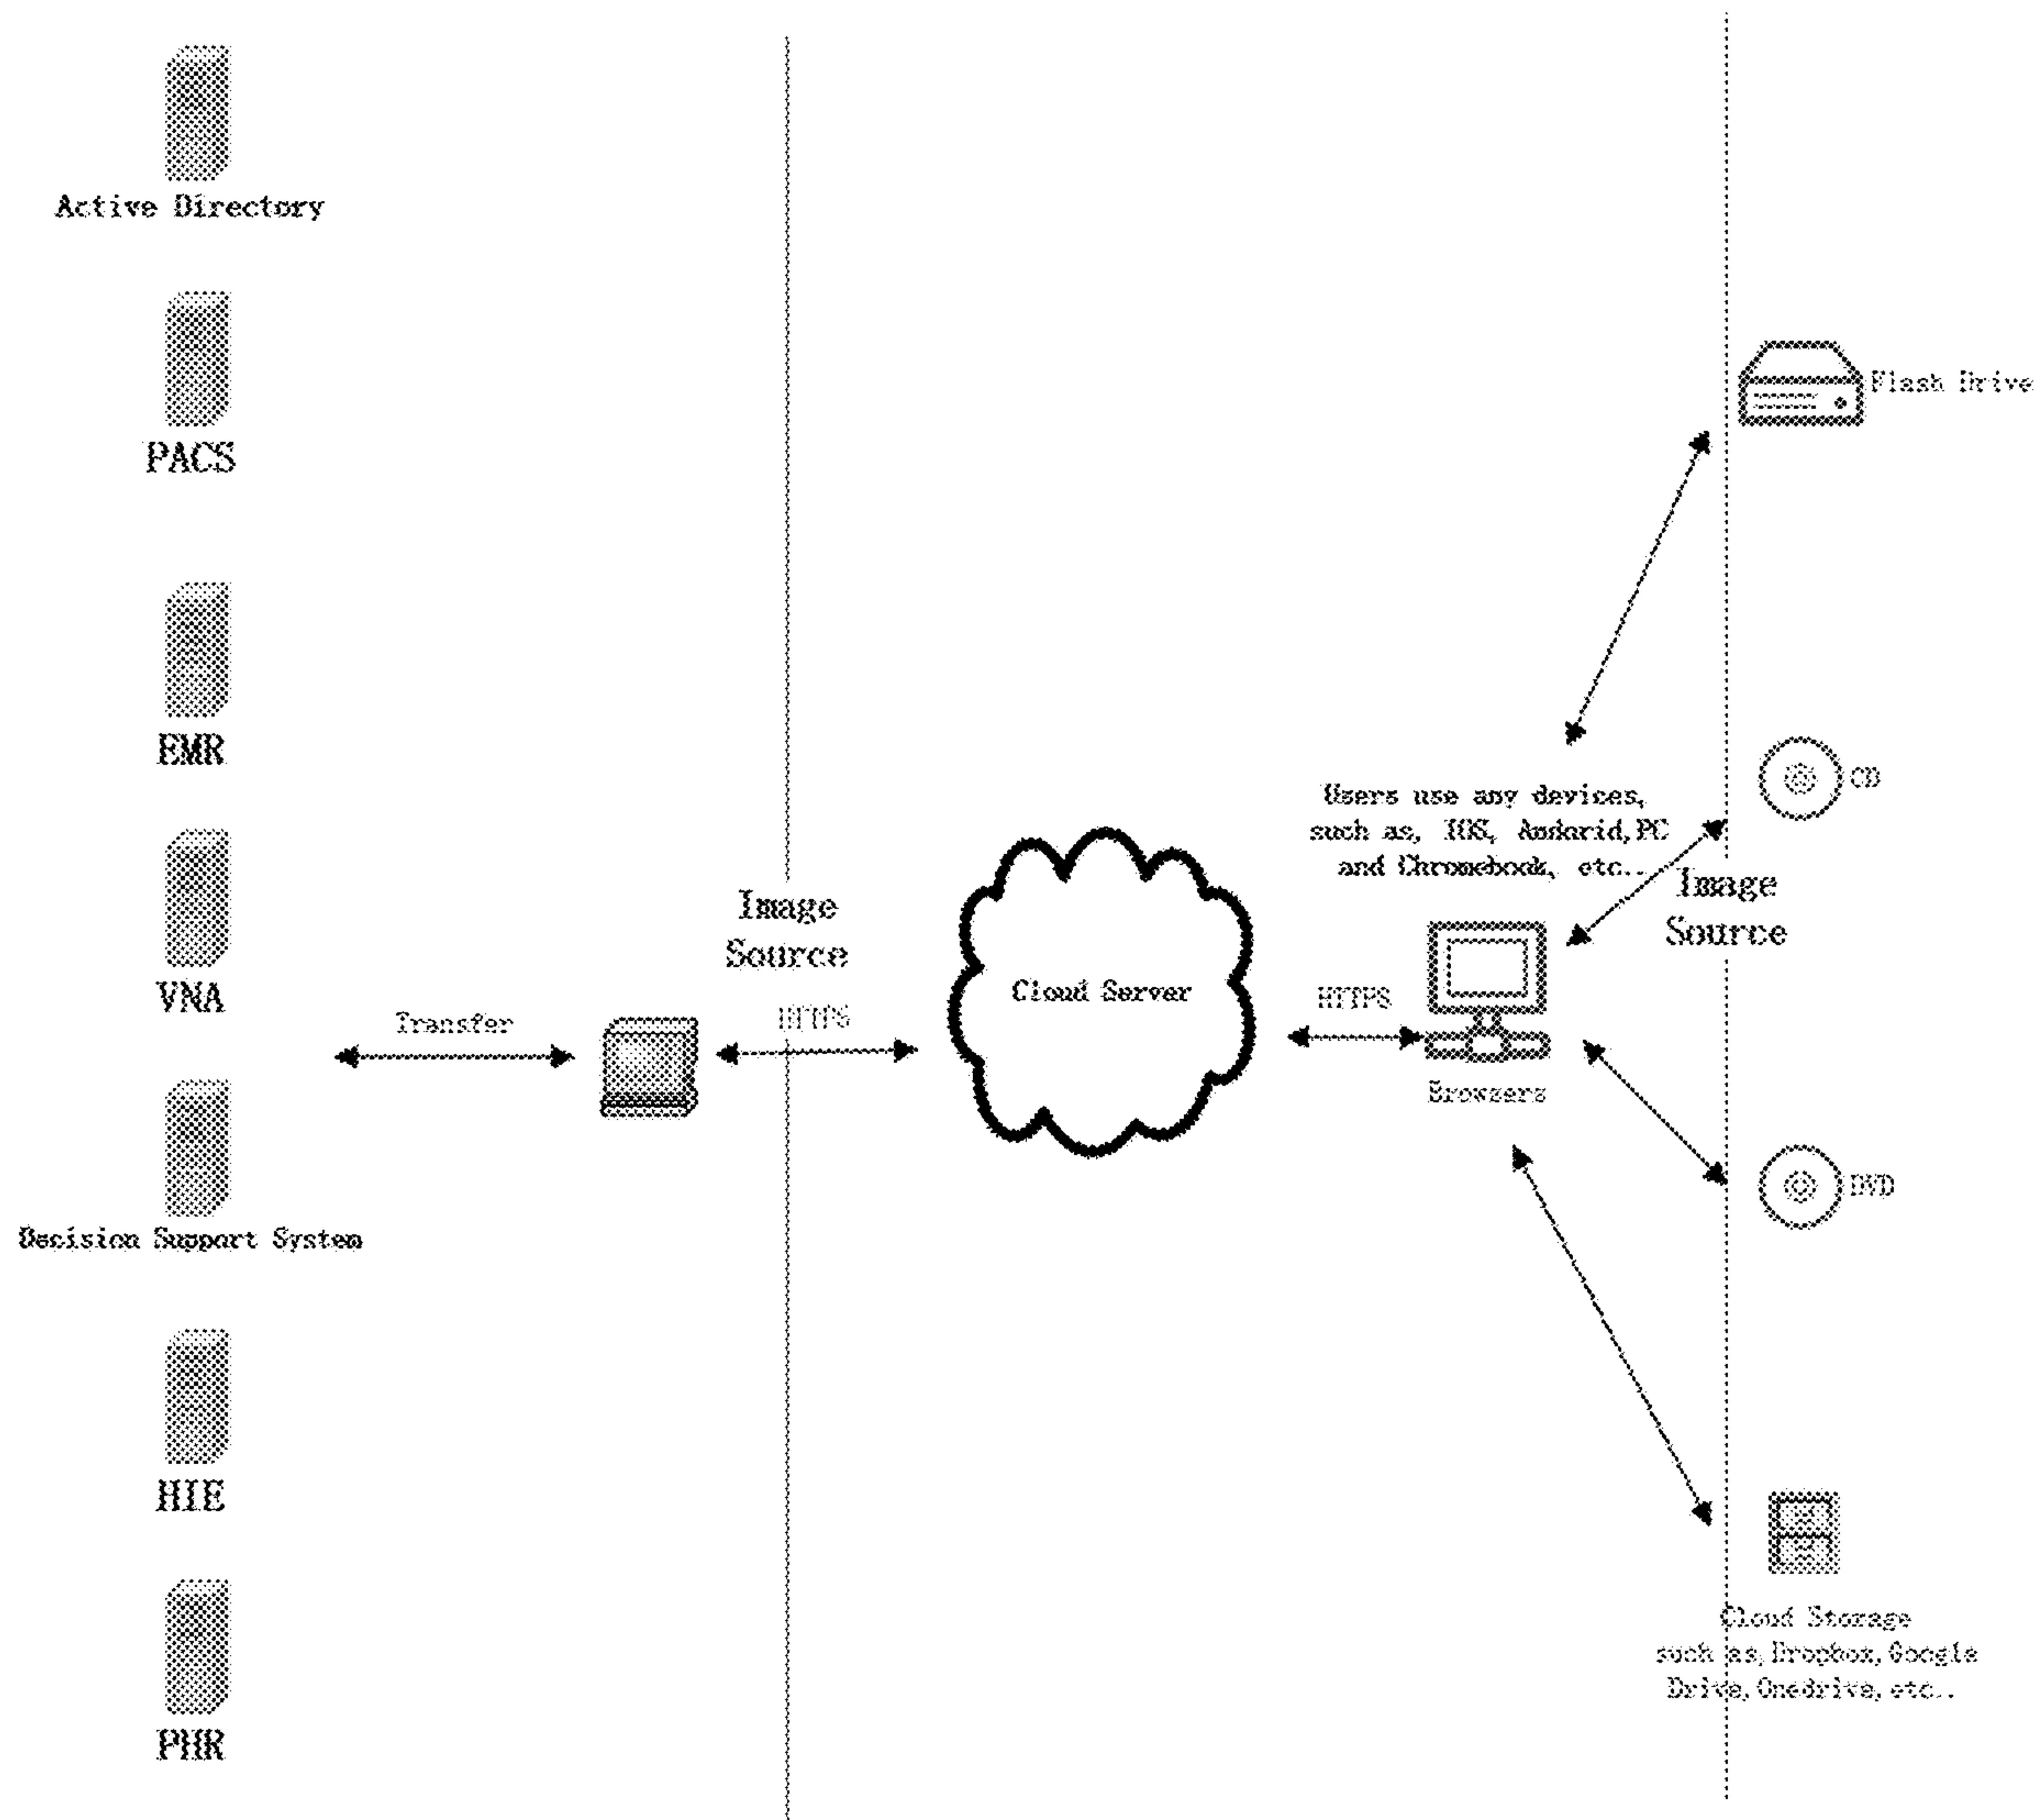 Active Directory
PACS
EMR
VNA
Decision Support System
HIE
PHR
Transfer
Image
Source
HTTPS
Cloud Server
HTTPS
Users use any devices,
such as, IOS, Andorid,PC
and Chromebook, etc..
Browsers
Image
Source
Flash Drive
CD
DVD
Cloud Storage
such as,Dropbox,Google
Drive,Onedrive,etc..